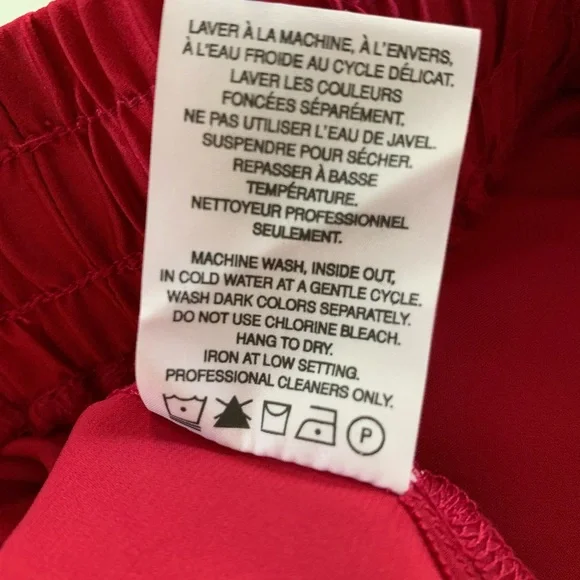 LAVER À LA MACHINE, À L'ENVERS,
À L'EAU FROIDE AU CYCLE DÉLICAT.
LAVER LES COULEURS
FONCÉES SÉPARÉMENT.
NE PAS UTILISER L'EAU DE JAVEL.
SUSPENDRE POUR SÉCHER.
REPASSER À BASSE
TEMPÉRATURE.
NETTOYEUR PROFESSIONNEL
SEULEMENT.
MACHINE WASH, INSIDE OUT,
IN COLD WATER AT A GENTLE CYCLE.
WASH DARK COLORS SEPARATELY.
DO NOT USE CHLORINE BLEACH.
HANG TO DRY.
IRON AT LOW SETTING.
PROFESSIONAL CLEANERS ONLY.
P